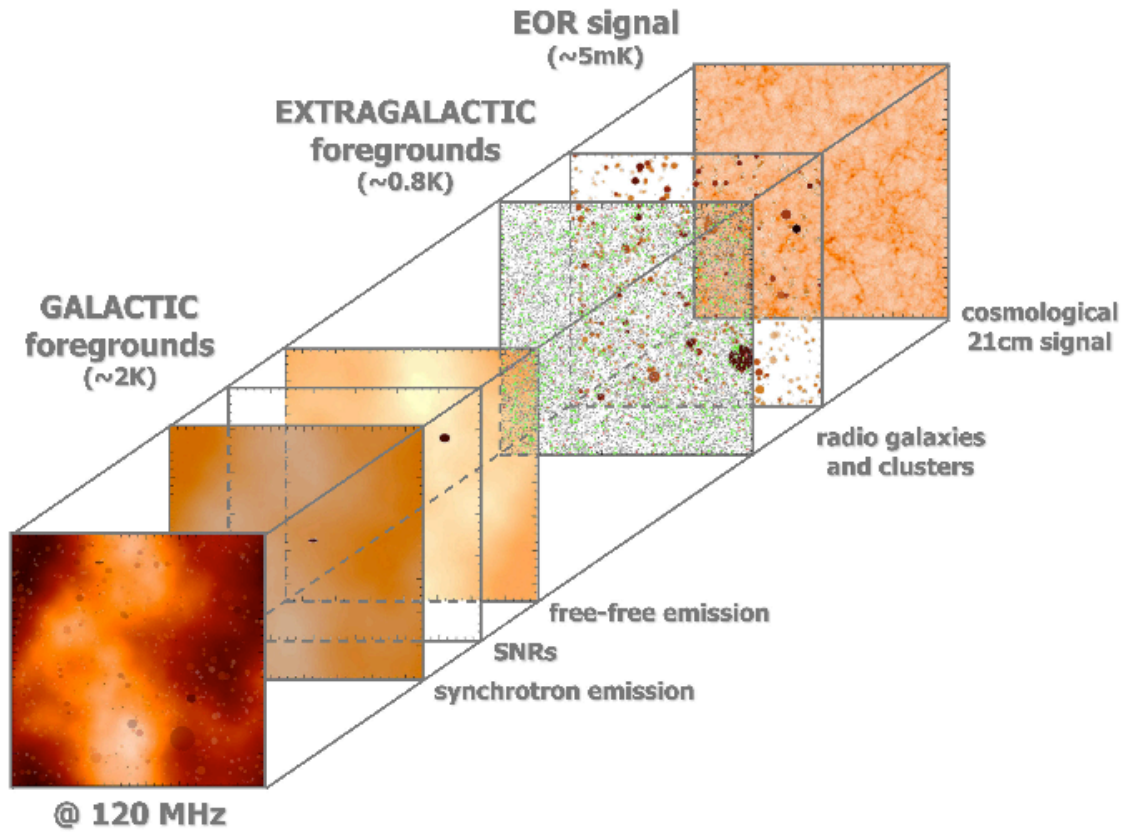 EOR signal
(~5mK)
EXTRAGALACTIC
foregrounds
(~0.8K)
GALACTIC
foregrounds
(~2K)
cosmological
21cm signal
radio galaxies
and clusters
free-free emission
SNRs
synchrotron emission
@ 120 MHz